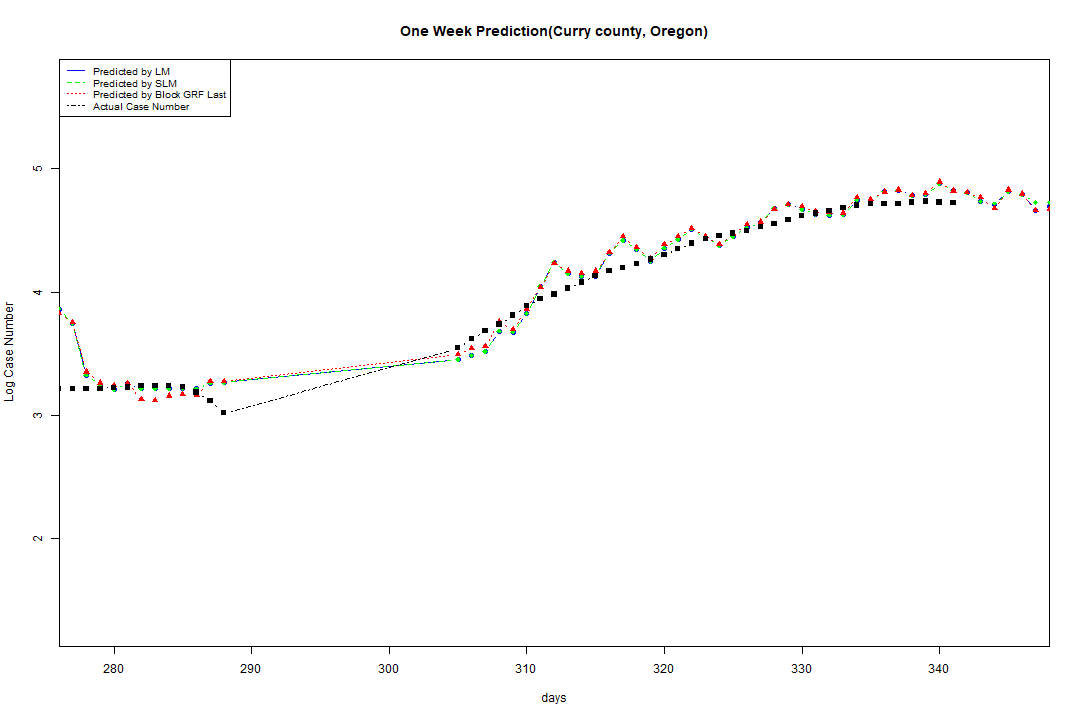 One Week Prediction(Curry county, Oregon)
Predicted by LM
Predicted by SLM
Predicted by Block GRF Last
Actual Case Number
5
4
3
2
Log Case Number
280 290 300 310 320 330 340
days